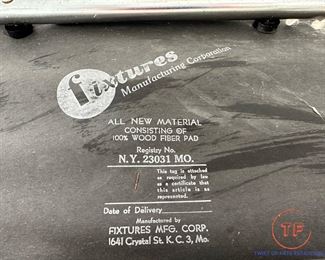 fixtures
Manufacturing Corporation
ALL NEW MATERIAL
CONSISTING OF
100% WOOD FIBER PAD
Registry No.
N.Y. 23031 MO.
This tag is attached
as required by law
as a certificate that
this article is as
represented.
Date of Delivery
Manufactured by
FIXTURES MFG. CORP.
1641 Crystal St. K. C. 3, Mo.
TF